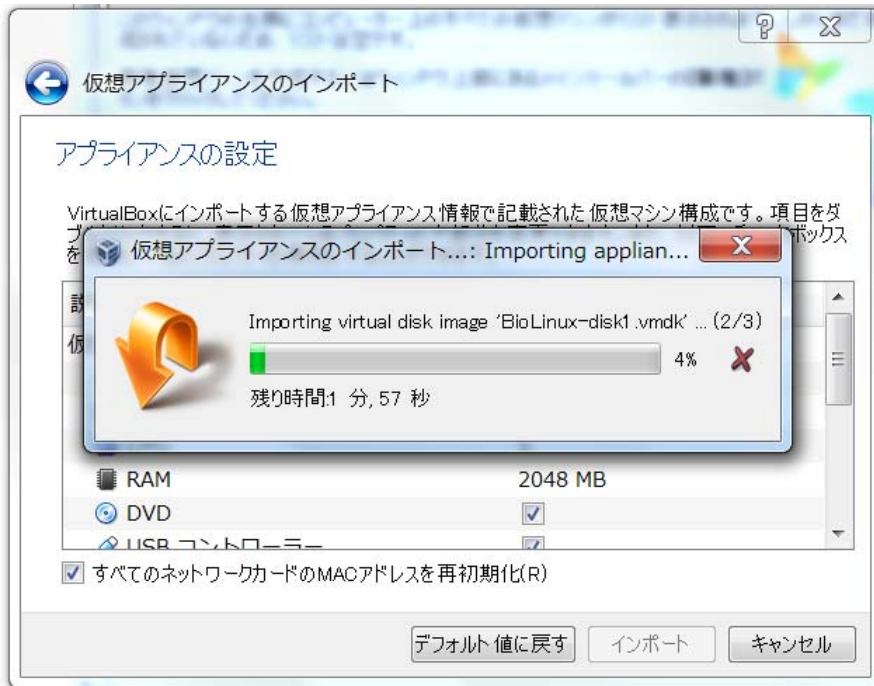 仮想アプライアンスのインポート
アプライアンスの設定
VirtualBoxにインポートする仮想アプライアンス情報で記載された仮想マシン構成です。項目をダ
ボックス
を
仮想アプライアンスのインポート...: Importing applian...
Importing virtual disk image 'BioLinux-disk1.vmdk' ... (2/3)
4%
残り時間:1 分, 57 秒
仮
RAM 2048 MB
DVD
USB コントローラー
すべてのネットワークカードのMACアドレスを再初期化(R)
デフォルト値に戻す インポート キャンセル